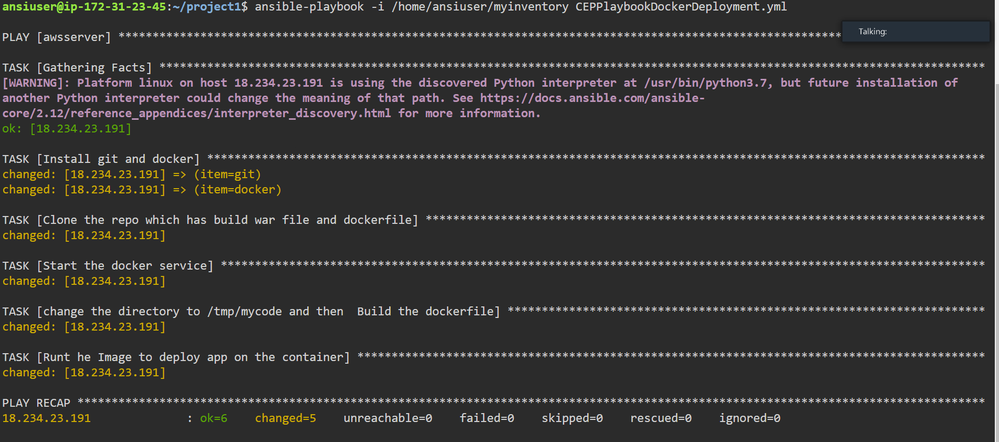 ansiuser@ip-172-31-23-45:~/project1$ ansible-playbook -i /home/ansiuser/myinventory CEPPlaybookDockerDeployment.yml
PLAY [awsserver] **********************************************************************************************************
Talking:
TASK [Gathering Facts] *************************************************************************************************************************
[WARNING]: Platform linux on host 18.234.23.191 is using the discovered Python interpreter at /usr/bin/python3.7, but future installation of
another Python interpreter could change the meaning of that path. See https://docs.ansible.com/ansible-
core/2.12/reference_appendices/interpreter_discovery.html for more information.
ok: [18.234.23.191]
TASK [Install git and docker] ******************************************************************************************************************
changed: [18.234.23.191] => (item=git)
changed: [18.234.23.191] => (item=docker)
TASK [Clone the repo which has build war file and dockerfile] **********************************************************************************
changed: [18.234.23.191]
TASK [Start the docker service] ****************************************************************************************************************
changed: [18.234.23.191]
TASK [change the directory to /tmp/mycode and then  Build the dockerfile] **********************************************************************
changed: [18.234.23.191]
TASK [Runt he Image to deploy app on the container] ********************************************************************************************
changed: [18.234.23.191]
PLAY RECAP *************************************************************************************************************************************
18.234.23.191              : ok=6    changed=5    unreachable=0    failed=0    skipped=0    rescued=0    ignored=0